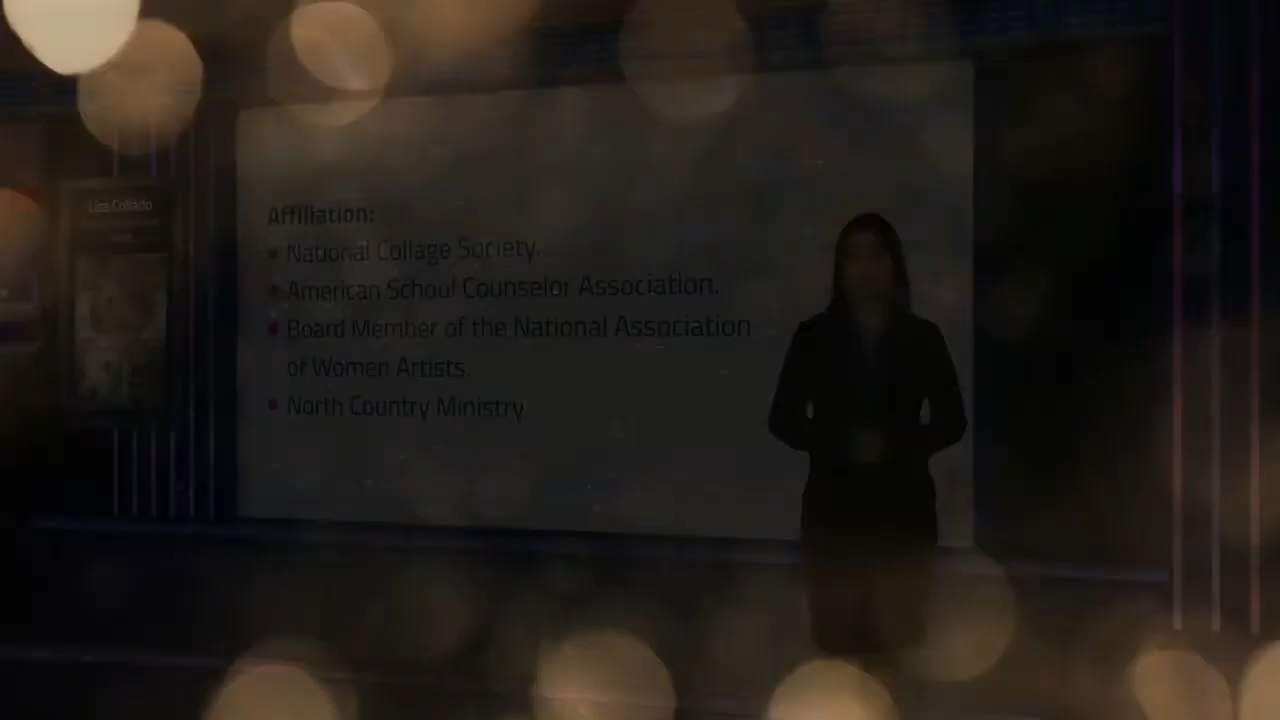 Lisa Collado
Affiliation:
• National Collage Society.
• American School Counselor Association.
• Board Member of the National Association
of Women Artists.
• North Country Ministry